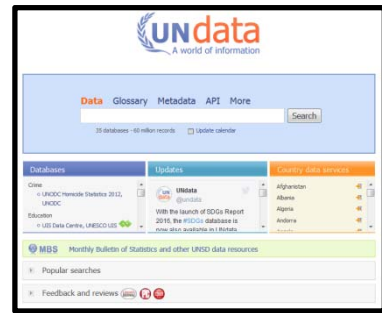 UNdata
A world of information
Data Glossary Metadata API More
Search
35 databases - 60 million records Update calendar
Databases
Updates
Country data services
Crime
UNODC Homicide Statistics 2012,
UNODC
Education
UIS Data Centre, UNESCO UIS
UNdata
@undata
With the launch of SDGs Report
2016, the #SDGs database is
now also available in UNdata
Afghanistan
Albania
Algeria
Andorra
MBS Monthly Bulletin of Statistics and other UNSD data resources
Popular searches
Feedback and reviews